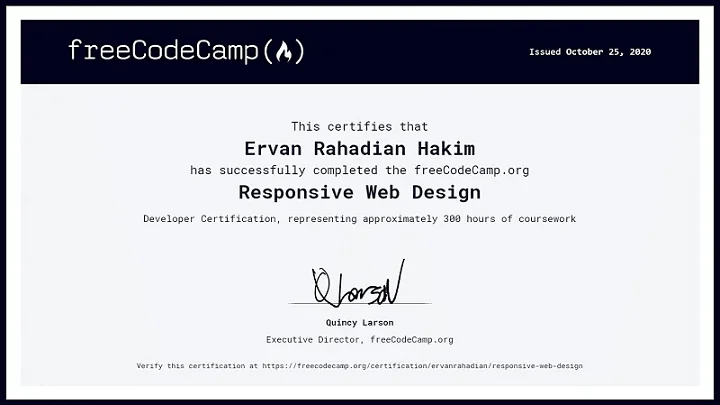 freeCodeCamp(🔥)
Issued October 25, 2020
This certifies that
Ervan Rahadian Hakim
has successfully completed the freeCodeCamp.org
Responsive Web Design
Developer Certification, representing approximately 300 hours of coursework
Q Larson
Quincy Larson
Executive Director, freeCodeCamp.org
Verify this certification at https://freecodecamp.org/certification/ervanrahadian/responsive-web-design